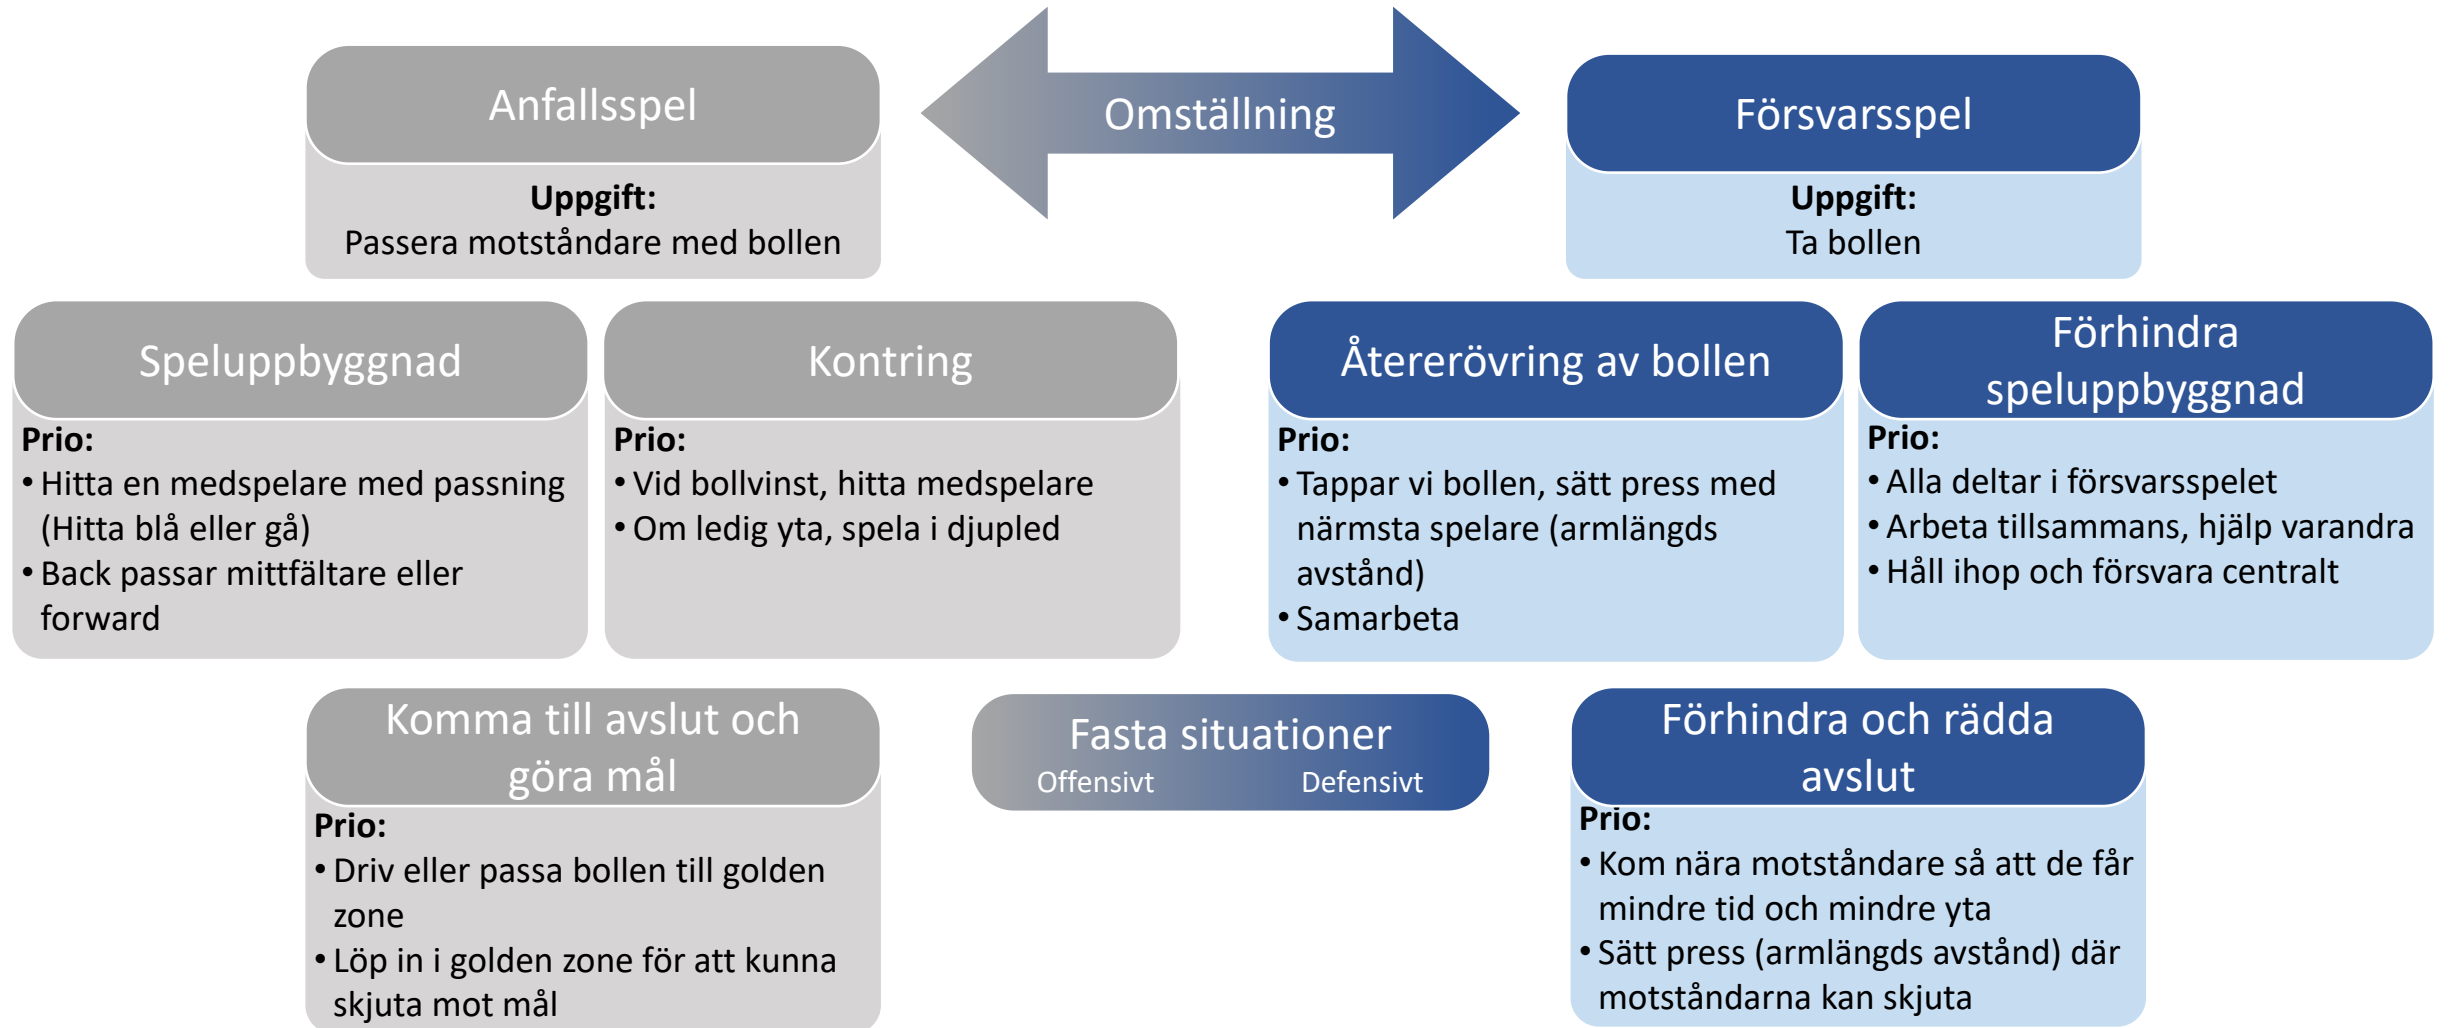 Anfallsspel
Uppgift:
Passera motståndare med bollen
Omställning
Försvarsspel
Uppgift:
Ta bollen
Speluppbyggnad
Prio:
• Hitta en medspelare med passning
(Hitta blå eller gå)
• Back passar mittfältare eller
forward
Kontring
Prio:
• Vid bollvinst, hitta medspelare
• Om ledig yta, spela i djupled
Återerövring av bollen
Prio:
• Tappar vi bollen, sätt press med
närmsta spelare (armlängds
avstånd)
• Samarbeta
Förhindra
speluppbyggnad
Prio:
• Alla deltar i försvarsspelet
• Arbeta tillsammans, hjälp varandra
• Håll ihop och försvara centralt
Komma till avslut och
göra mål
Prio:
• Driv eller passa bollen till golden
zone
• Löp in i golden zone för att kunna
skjuta mot mål
Fasta situationer
Offensivt Defensivt
Förhindra och rädda
avslut
Prio:
• Kom nära motståndare så att de får
mindre tid och mindre yta
• Sätt press (armlängds avstånd) där
motståndarna kan skjuta